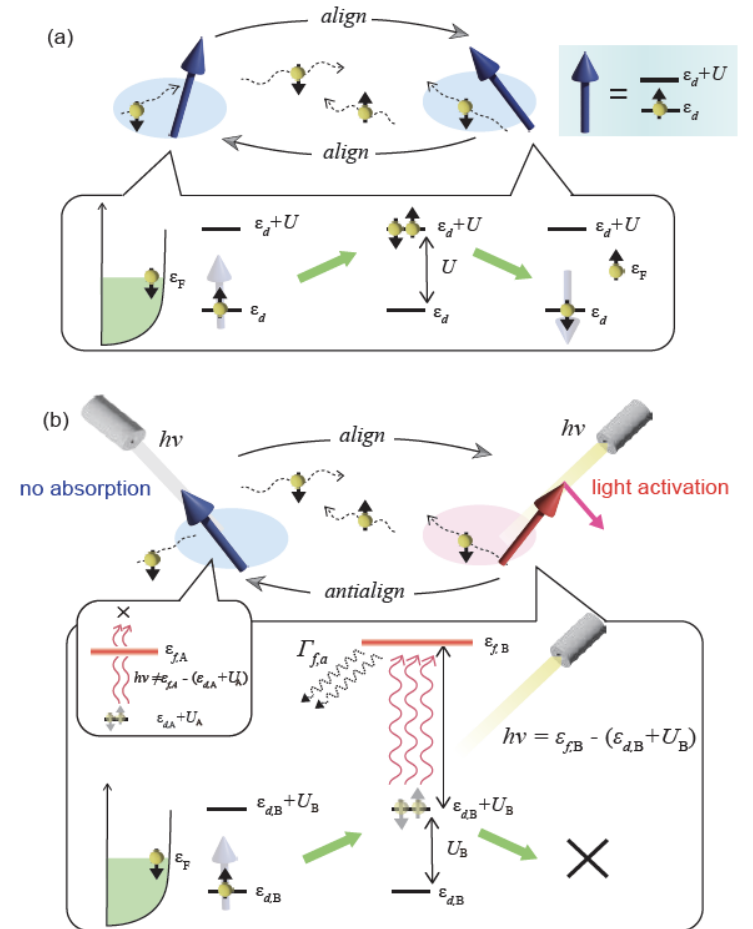 (a)
align
align
= ε_d+U
ε_d
ε_d+U
ε_d+U
ε_d+U
ε_F
U
ε_F
ε_d
ε_d
ε_d
(b)
hν
align
hν
no absorption
light activation
antialign
×
ε_f,A
hν≠ε_f,A - (ε_d,A+U_A)
ε_d,A+U_A
Γ_f,a
ε_f,B
hν = ε_f,B - (ε_d,B+U_B)
ε_d,B+U_B
ε_d,B+U_B
ε_F
U_B
ε_d,B
ε_d,B